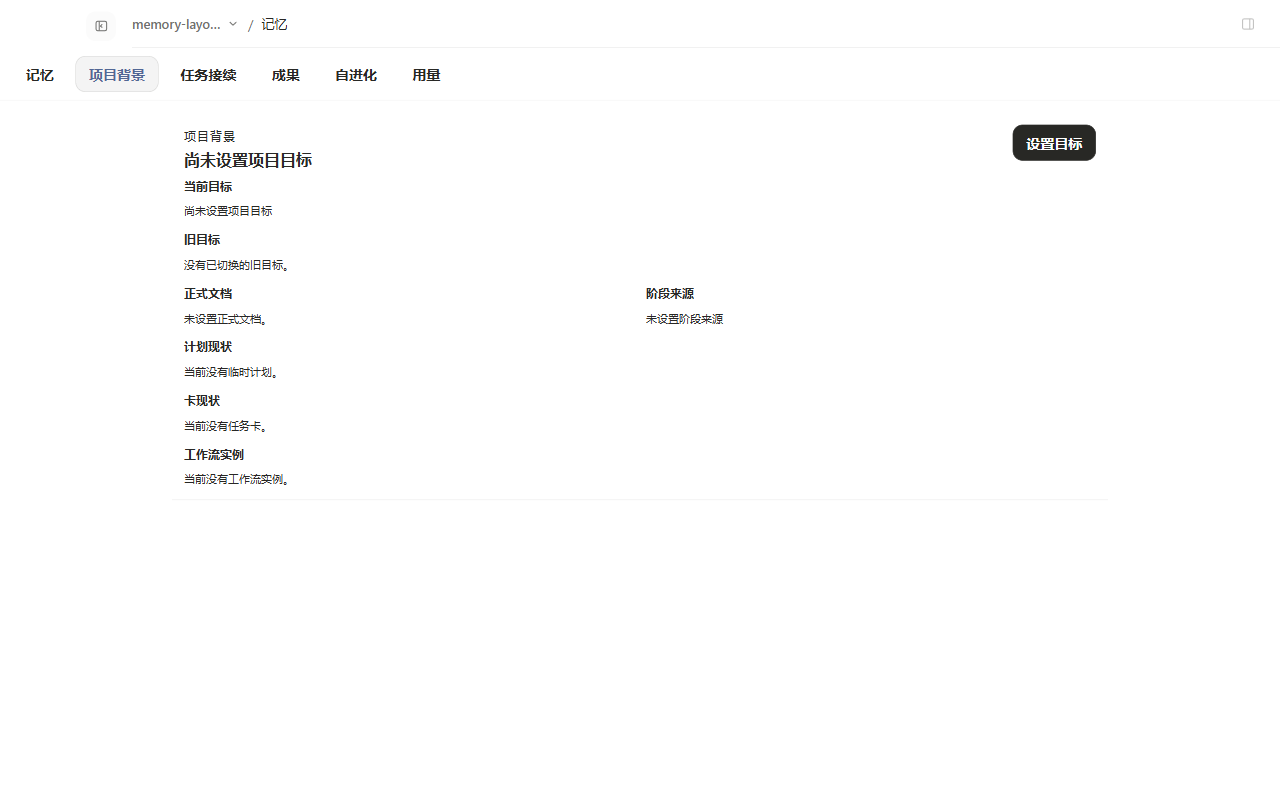 memory-layo... / 记忆
记忆 项目背景 任务接续 成果 自进化 用量
项目背景
设置目标
尚未设置项目目标
当前目标
尚未设置项目目标
旧目标
没有已切换的旧目标。
正式文档 阶段来源
未设置正式文档。 未设置阶段来源
计划现状
当前没有临时计划。
卡现状
当前没有任务卡。
工作流实例
当前没有工作流实例。